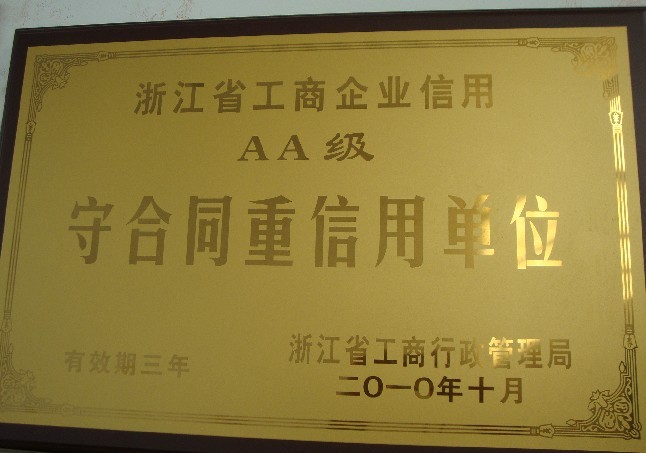 浙江省工商企业信用
AA级
守合同重信用单位
有效期三年
浙江省工商行政管理局
二〇一〇年十月